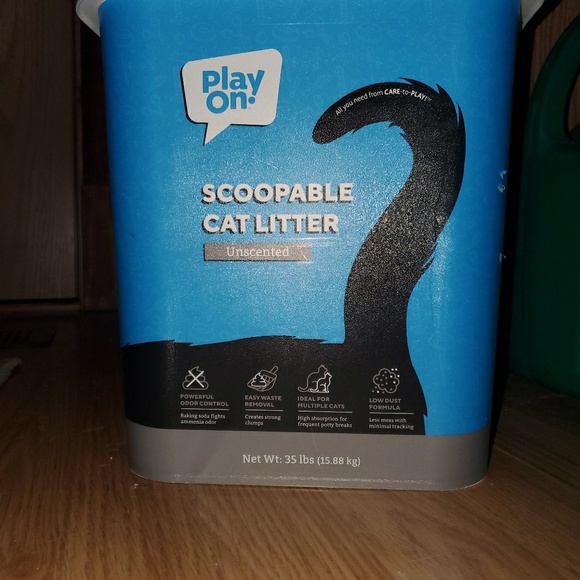 Play
On.
All you need from CARE-to-PLAY!™
SCOOPABLE
CAT LITTER
Unscented
POWERFUL
ODOR CONTROL
Baking soda fights
ammonia odor
EASY WASTE
REMOVAL
Creates strong
clumps
IDEAL FOR
MULTIPLE CATS
High absorption for
frequent potty breaks
LOW DUST
FORMULA
Less mess with
minimal tracking
Net Wt: 35 lbs (15.88 kg)